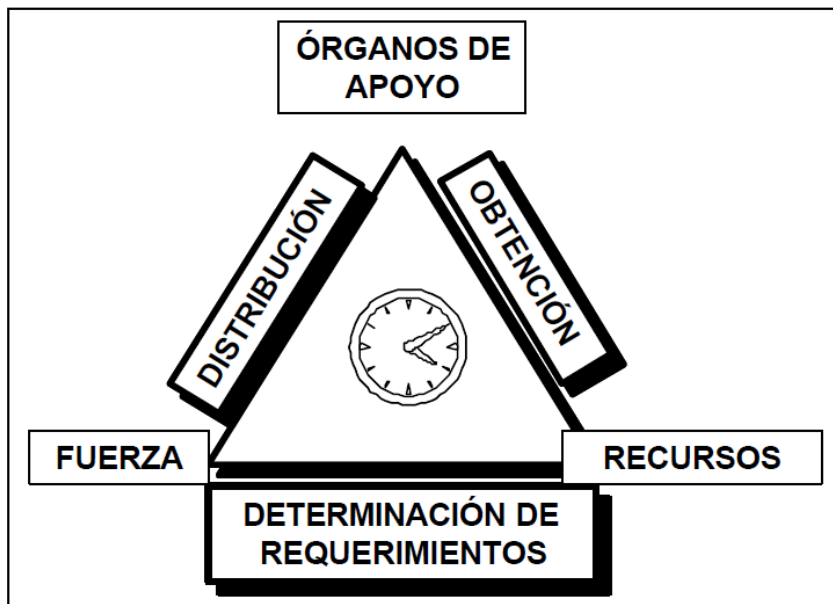 ÓRGANOS DE
APOYO
DISTRIBUCIÓN
OBTENCIÓN
FUERZA
RECURSOS
DETERMINACIÓN DE
REQUERIMIENTOS